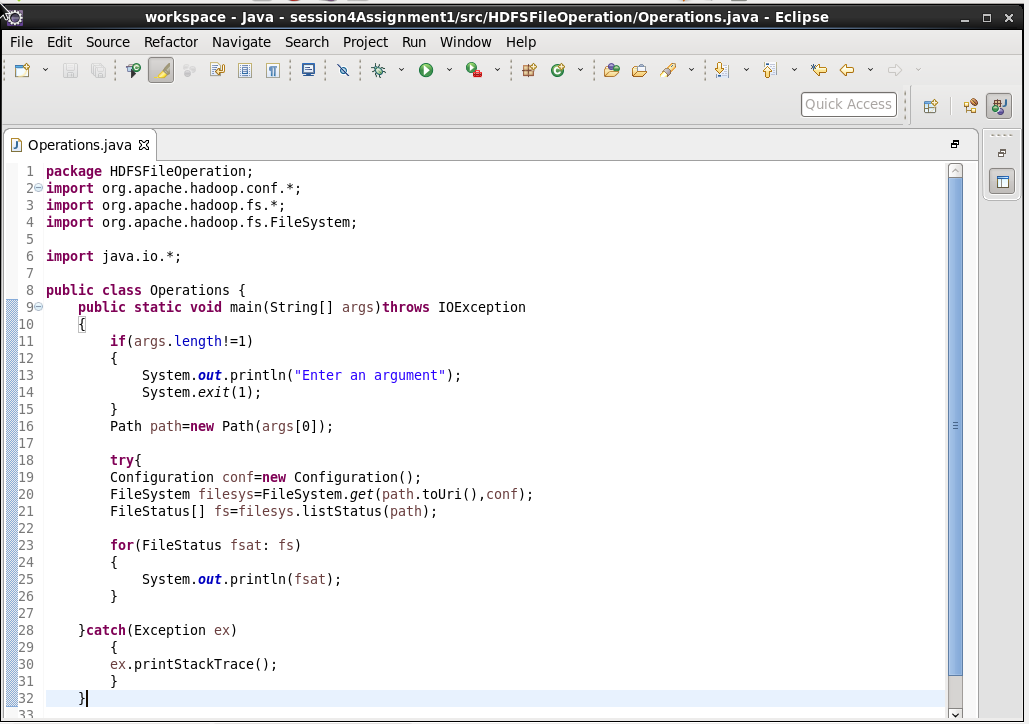 workspace - Java - session4Assignment1/src/HDFSFileOperation/Operations.java - Eclipse
File Edit Source Refactor Navigate Search Project Run Window Help
Quick Access
Operations.java
1 package HDFSFileOperation;
2 import org.apache.hadoop.conf.*;
3 import org.apache.hadoop.fs.*;
4 import org.apache.hadoop.fs.FileSystem;
5
6 import java.io.*;
7
8 public class Operations {
9     public static void main(String[] args)throws IOException
10     {
11         if(args.length!=1)
12         {
13             System.out.println("Enter an argument");
14             System.exit(1);
15         }
16         Path path=new Path(args[0]);
17
18         try{
19         Configuration conf=new Configuration();
20         FileSystem filesys=FileSystem.get(path.toUri(),conf);
21         FileStatus[] fs=filesys.listStatus(path);
22
23         for(FileStatus fsat: fs)
24         {
25             System.out.println(fsat);
26         }
27
28     }catch(Exception ex)
29         {
30         ex.printStackTrace();
31         }
32     }
33